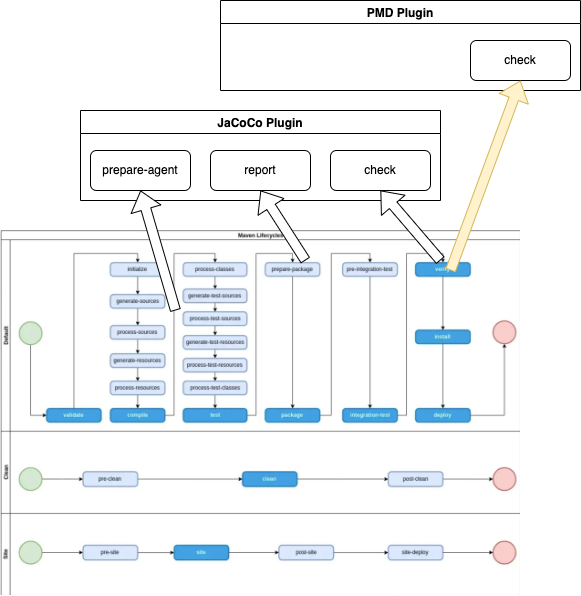 PMD Plugin
check
JaCoCo Plugin
prepare-agent
report
check
Maven Lifecycles
Default
initialize
process-classes
prepare-package
pre-integration-test
generate-sources
generate-test-sources
process-sources
process-test-sources
generate-resources
generate-test-resources
install
process-test-resources
process-resources
process-test-classes
validate
compile
test
package
integration-test
deploy
Clean
pre-clean
clean
post-clean
Site
pre-site
site
post-site
site-deploy